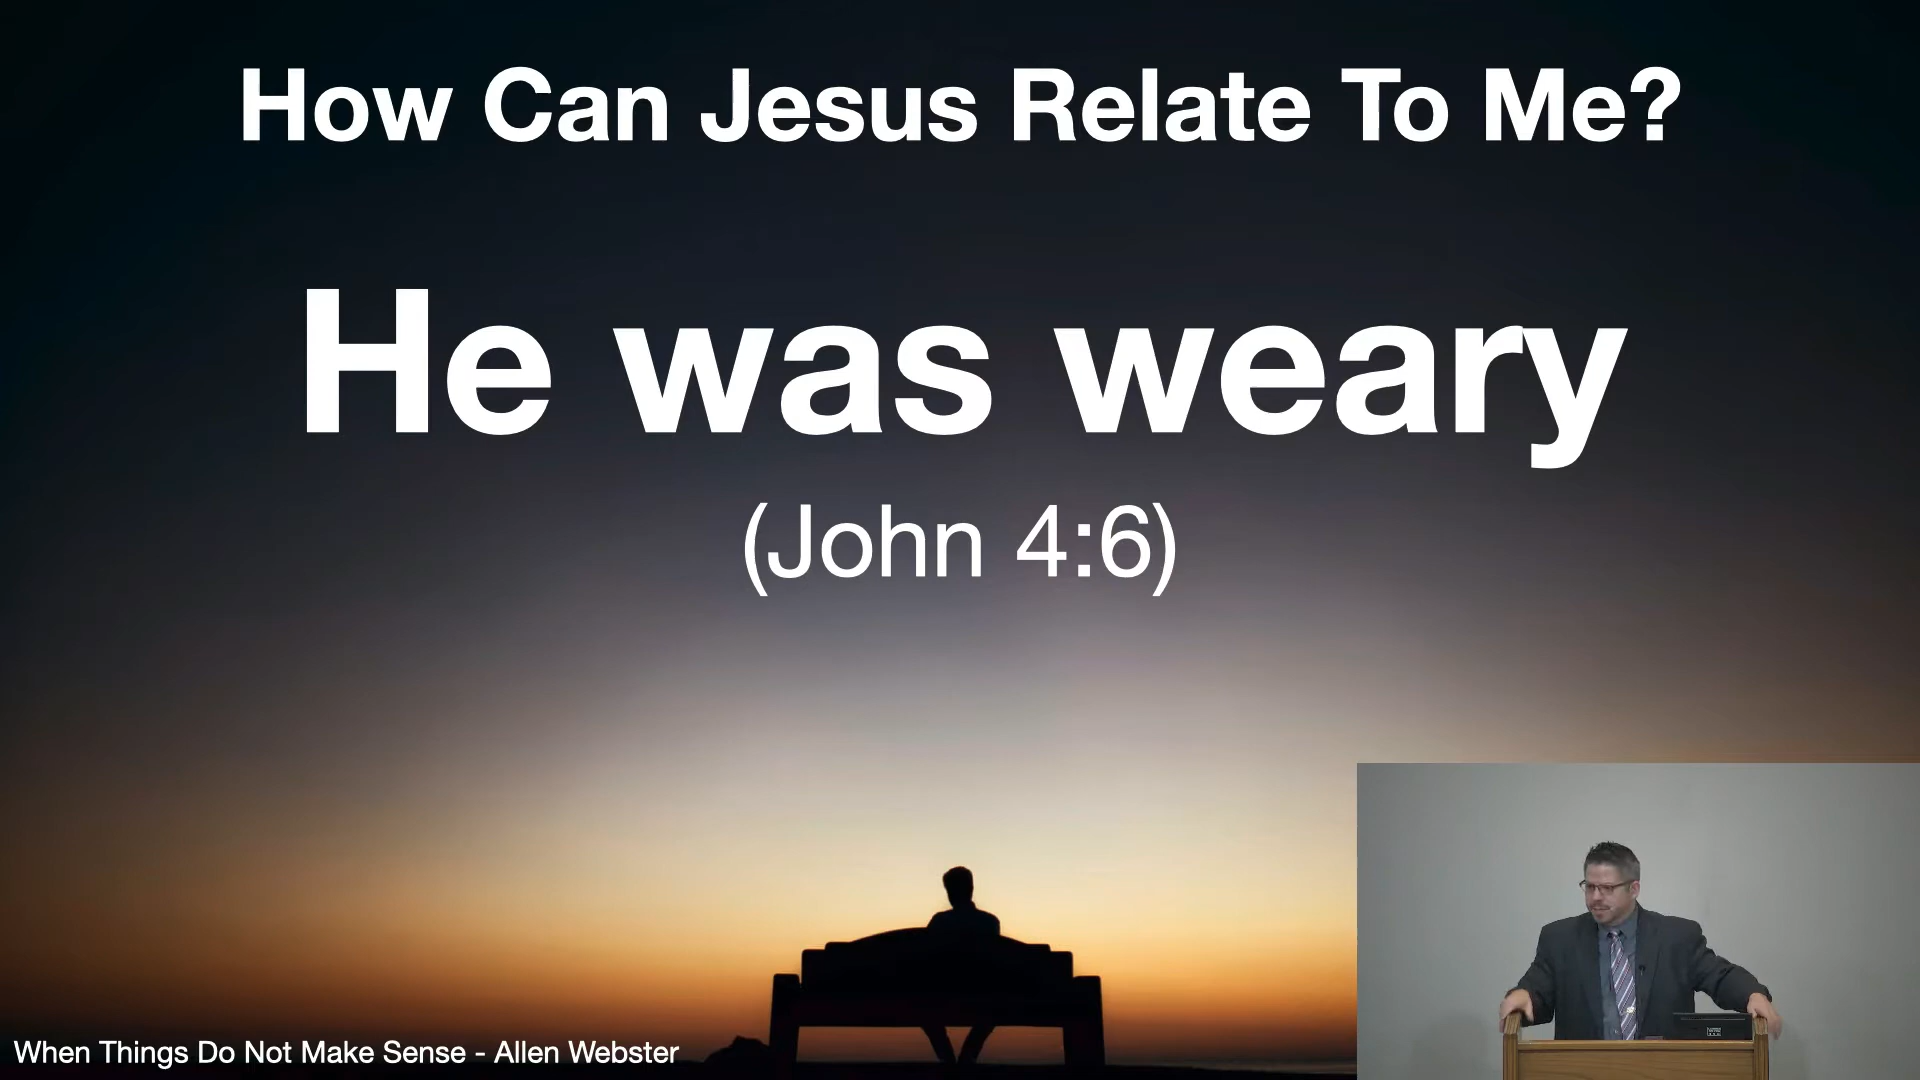 How Can Jesus Relate To Me?
He was weary
(John 4:6)
When Things Do Not Make Sense - Allen Webster